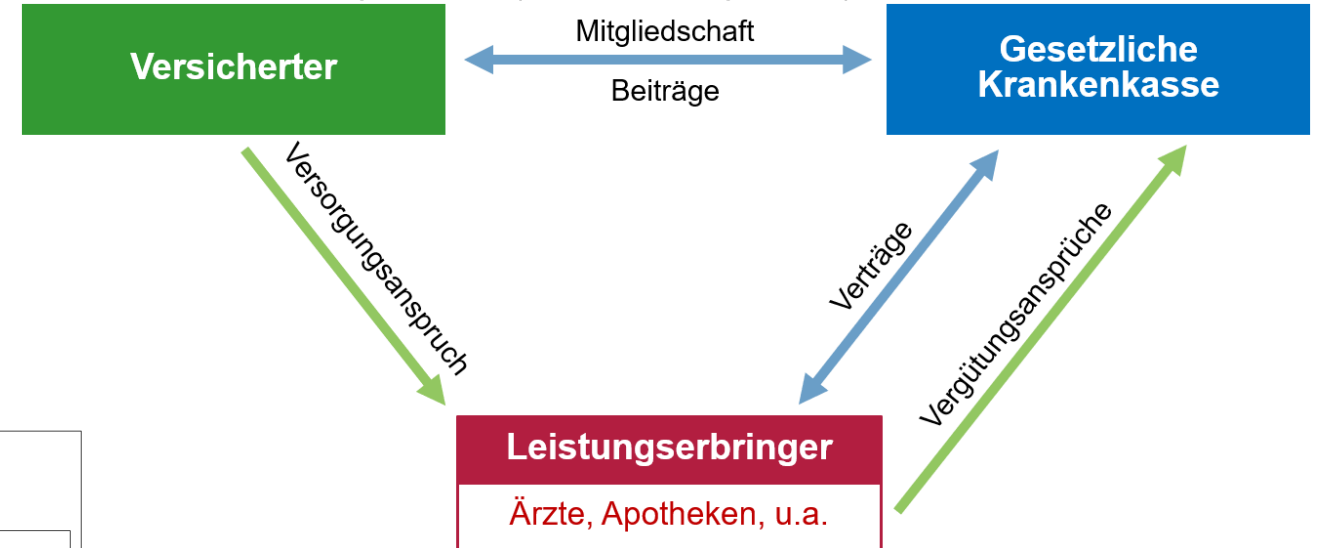 Mitgliedschaft
Versicherter
Gesetzliche
Krankenkasse
Beiträge
Versorgungsanspruch
Verträge
Vergütungsansprüche
Leistungserbringer
Ärzte, Apotheken, u.a.